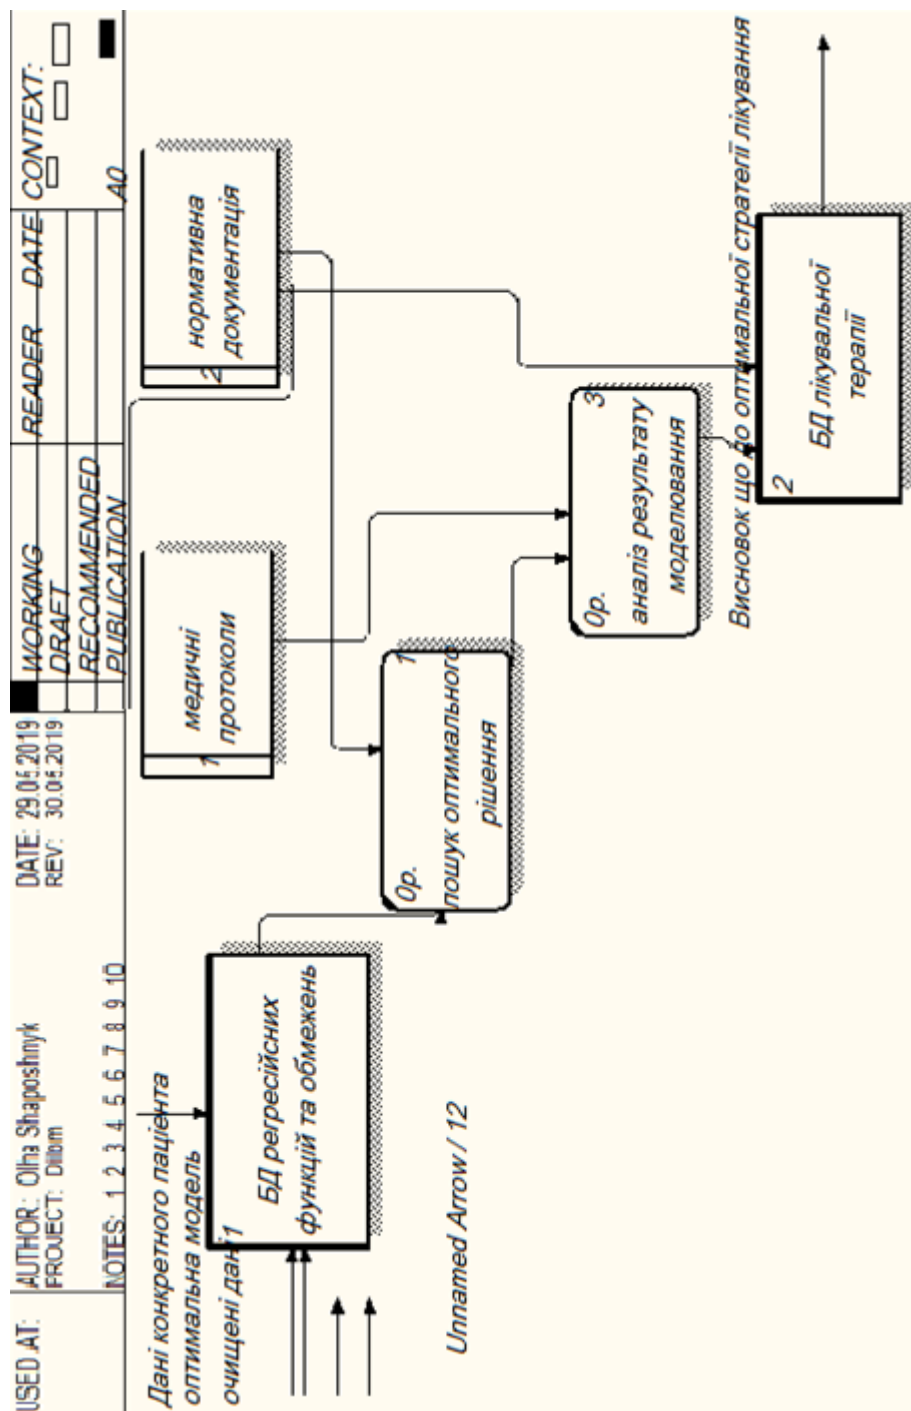 USED AT:
AUTHOR: Olha Shaposhnyk
PROJECT: Diibim
NOTES: 1 2 3 4 5 6 7 8 9 10
DATE: 29.05.2019
REV: 30.05.2019
WORKING
DRAFT
RECOMMENDED
PUBLICATION
READER
DATE
CONTEXT:
A0
Дані конкретного паціента
оптимальна модель
очищені дані
1
БД регресійсних
функцій та обмежень
Unnamed Arrow / 12
1
медичні
протоколи
2
нормативна
документація
0р.
1
пошук оптимального
рішення
0р.
3
аналіз результату
моделювання
Висновок що до оптимальної стратегії лікування
2
БД лікувальної
терапії